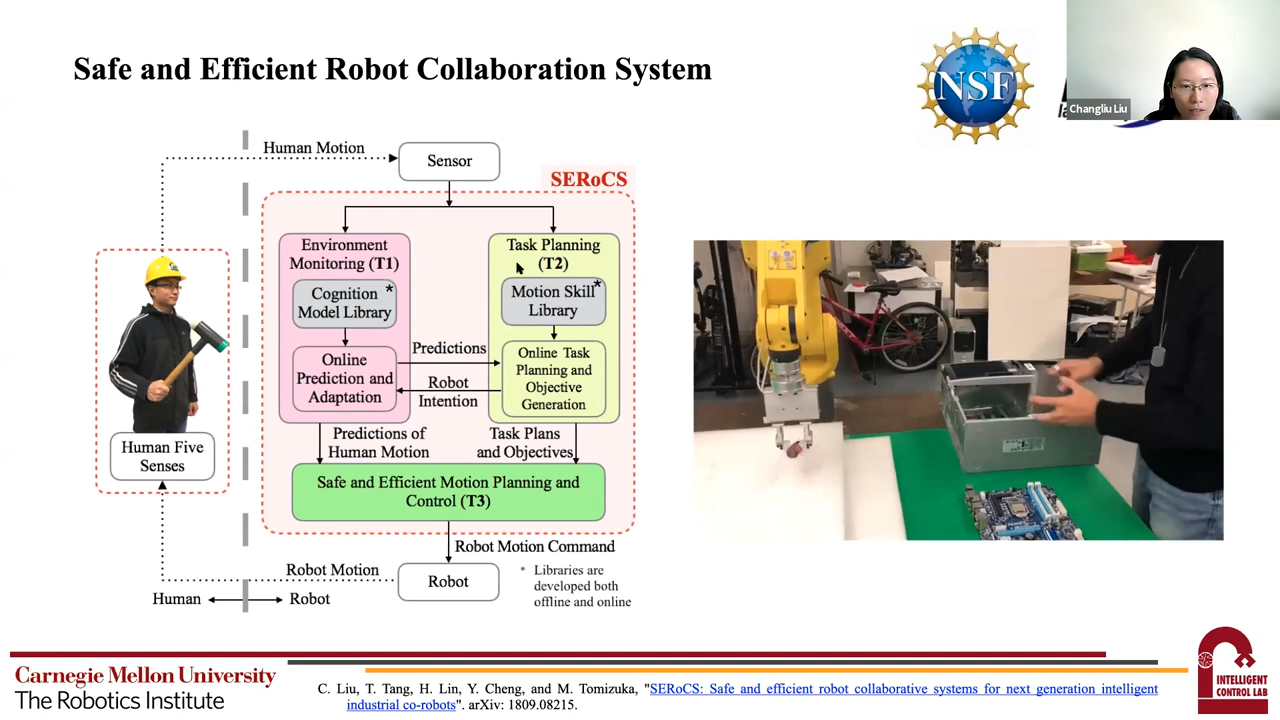 Safe and Efficient Robot Collaboration System
NSF
Changliu Liu
Human Motion
Sensor
SERoCS
Environment
Monitoring (T1)
Task Planning
(T2)
Cognition *
Model Library
Motion Skill *
Library
Online
Prediction and
Adaptation
Predictions
Robot
Intention
Online Task
Planning and
Objective
Generation
Human Five
Senses
Predictions of
Human Motion
Task Plans
and Objectives
Safe and Efficient Motion Planning and
Control (T3)
Robot Motion Command
Robot Motion
Robot
* Libraries are
developed both
offline and online
Human
Robot
Carnegie Mellon University
The Robotics Institute
C. Liu, T. Tang, H. Lin, Y. Cheng, and M. Tomizuka, "SERoCS: Safe and efficient robot collaborative systems for next generation intelligent
industrial co-robots". arXiv: 1809.08215.
INTELLIGENT
CONTROL LAB